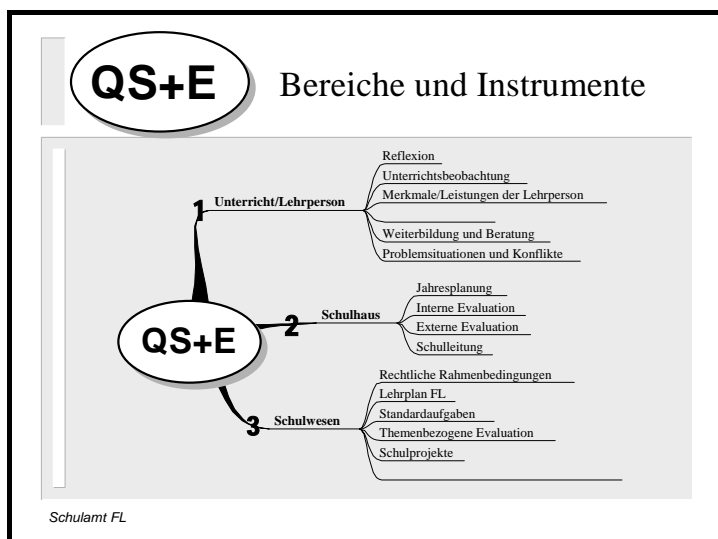 QS+E
Bereiche und Instrumente
1 Unterricht/Lehrperson
Reflexion
Unterrichtsbeobachtung
Merkmale/Leistungen der Lehrperson
Weiterbildung und Beratung
Problemsituationen und Konflikte
QS+E
2 Schulhaus
Jahresplanung
Interne Evaluation
Externe Evaluation
Schulleitung
3 Schulwesen
Rechtliche Rahmenbedingungen
Lehrplan FL
Standardaufgaben
Themenbezogene Evaluation
Schulprojekte
Schulamt FL